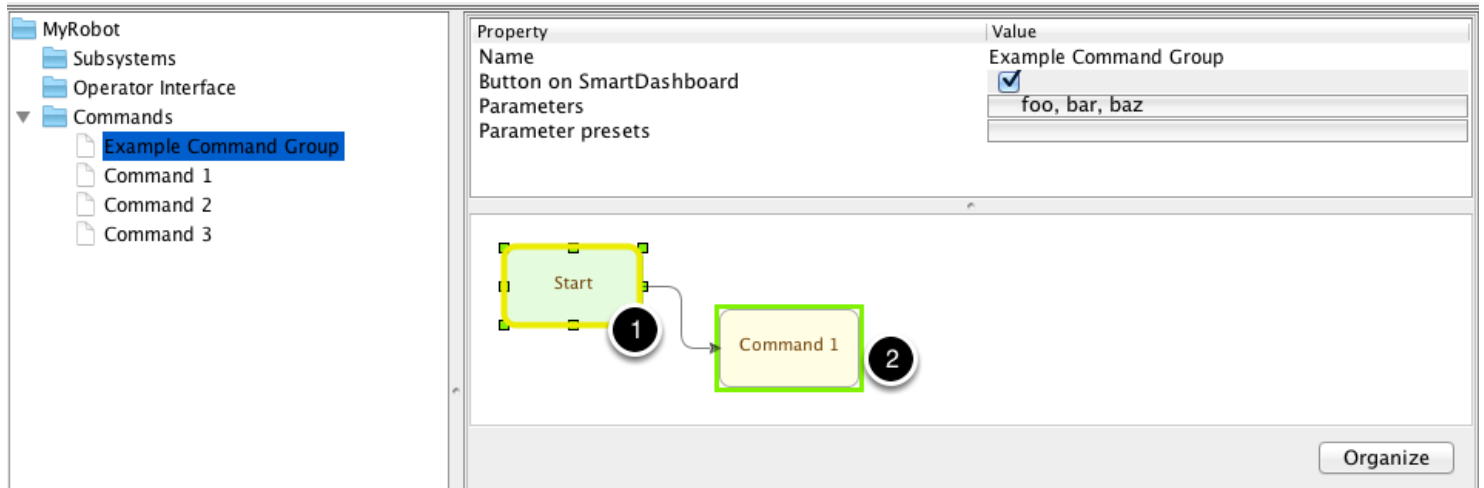 MyRobot
Subsystems
Operator Interface
Commands
Example Command Group
Command 1
Command 2
Command 3
Property Value
Name Example Command Group
Button on SmartDashboard
Parameters foo, bar, baz
Parameter presets
Start
1
Command 1
2
Organize